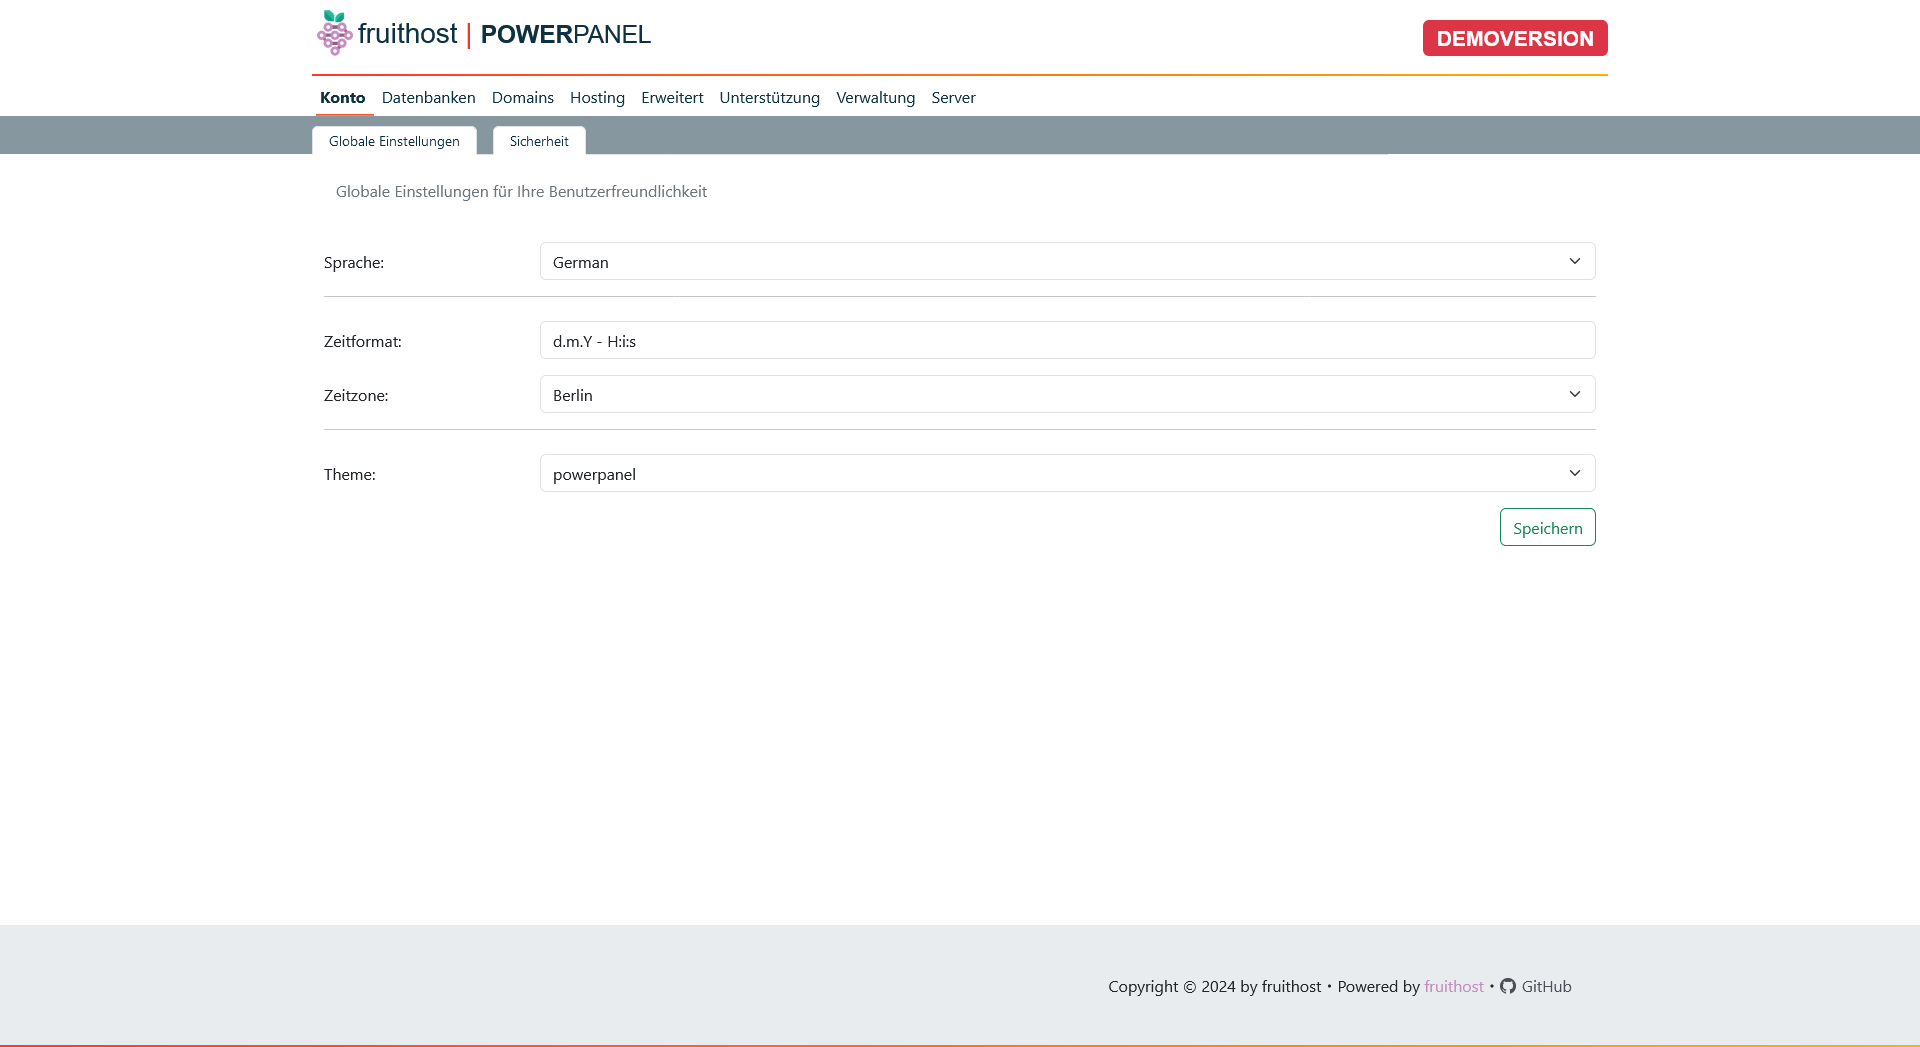 fruithost | POWERPANEL
DEMOVERSION
Konto Datenbanken Domains Hosting Erweitert Unterstützung Verwaltung Server
Globale Einstellungen Sicherheit
Globale Einstellungen für Ihre Benutzerfreundlichkeit
Sprache: German
Zeitformat: d.m.Y - H:i:s
Zeitzone: Berlin
Theme: powerpanel
Speichern
Copyright © 2024 by fruithost • Powered by fruithost • GitHub